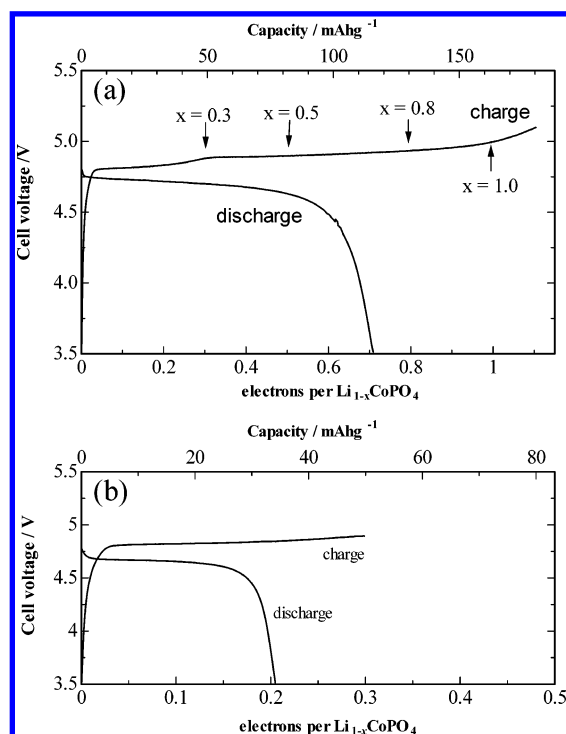 Capacity / mAhg -1
0 50 100 150
5.5
(a)
x = 0.3 x = 0.5 x = 0.8 charge
5.0
x = 1.0
4.5
discharge
4.0
3.5
Cell voltage /V
0 0.2 0.4 0.6 0.8 1
electrons per Li1-xCoPO4
Capacity / mAhg -1
0 20 40 60 80
5.5
(b)
5
charge
4.5
discharge
4
3.5
Cell voltage / V
0 0.1 0.2 0.3 0.4 0.5
electrons per Li1-xCoPO4